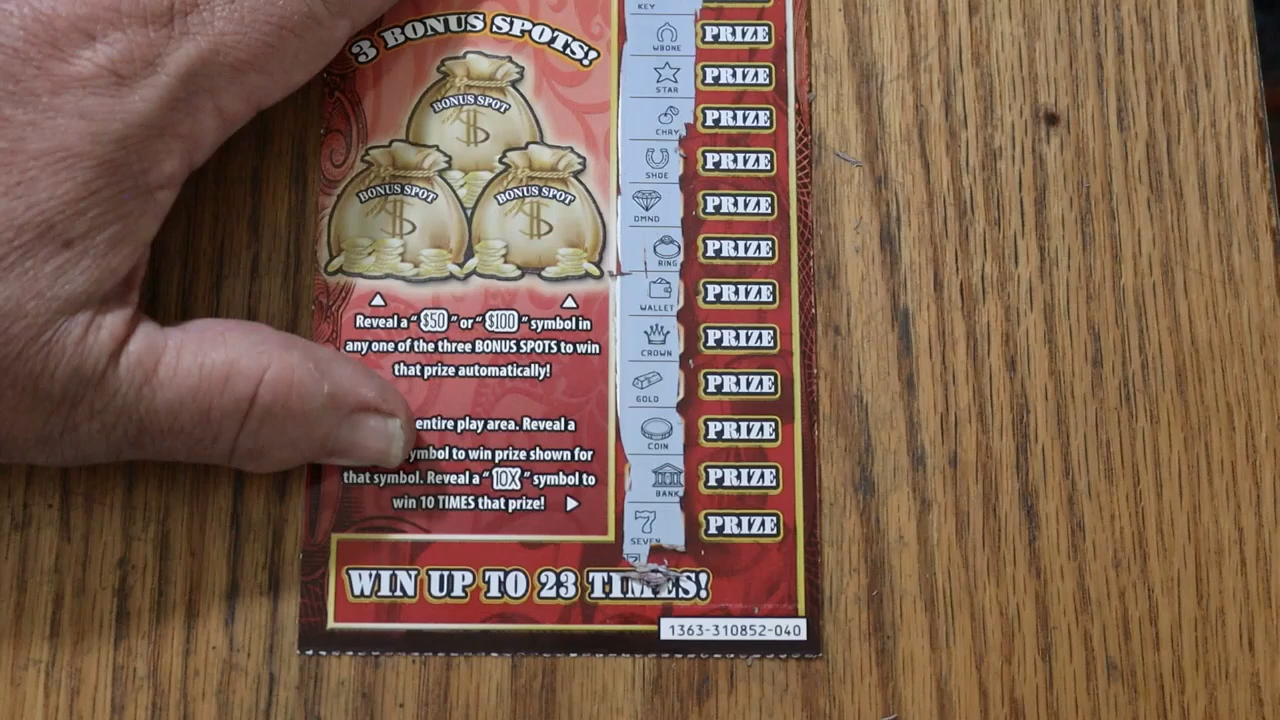 KEY
3 BONUS SPOTS!
WBONE PRIZE
STAR PRIZE
BONUS SPOT
CHRY PRIZE
SHOE PRIZE
BONUS SPOT BONUS SPOT
DMND PRIZE
RING PRIZE
WALLET PRIZE
Reveal a "$50" or "$100" symbol in
any one of the three BONUS SPOTS to win
that prize automatically!
CROWN PRIZE
GOLD PRIZE
COIN PRIZE
entire play area. Reveal a
symbol to win prize shown for
that symbol. Reveal a "10X" symbol to
win 10 TIMES that prize!
BANK PRIZE
7
SEVEN PRIZE
WIN UP TO 23 TIMES!
1363-310852-040